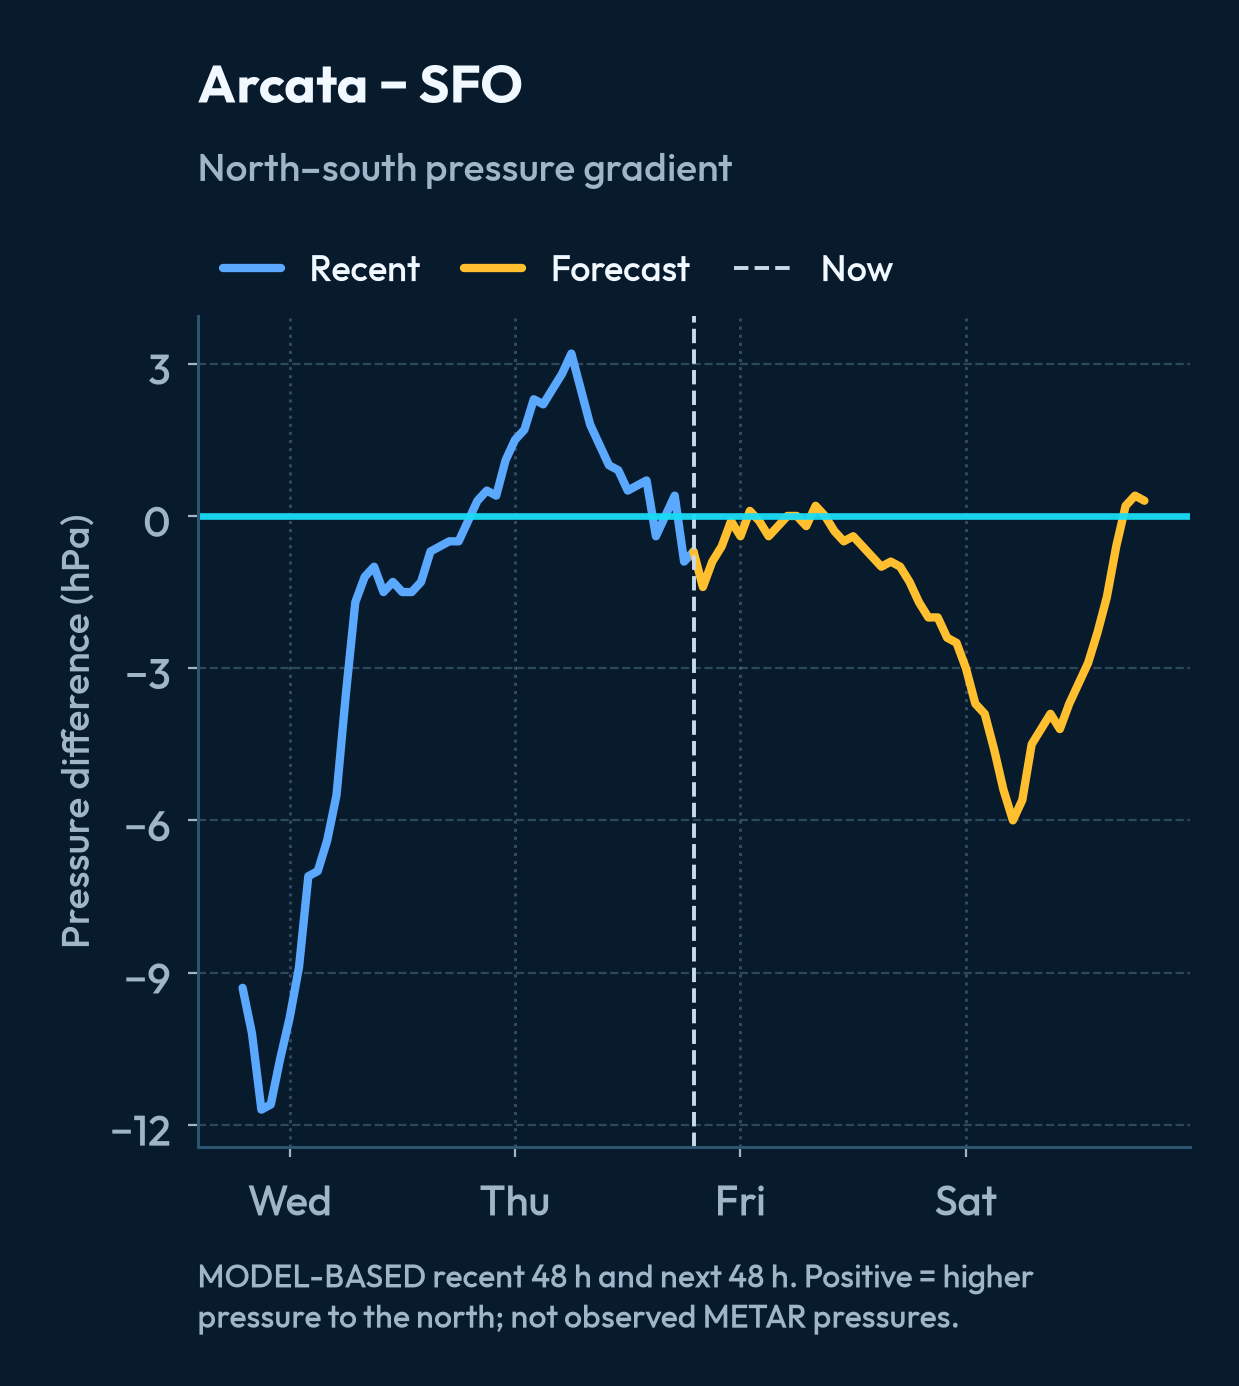 Arcata – SFO
North–south pressure gradient
Recent Forecast Now
Pressure difference (hPa)
3
0
−3
−6
−9
−12
Wed Thu Fri Sat
MODEL-BASED recent 48 h and next 48 h. Positive = higher
pressure to the north; not observed METAR pressures.